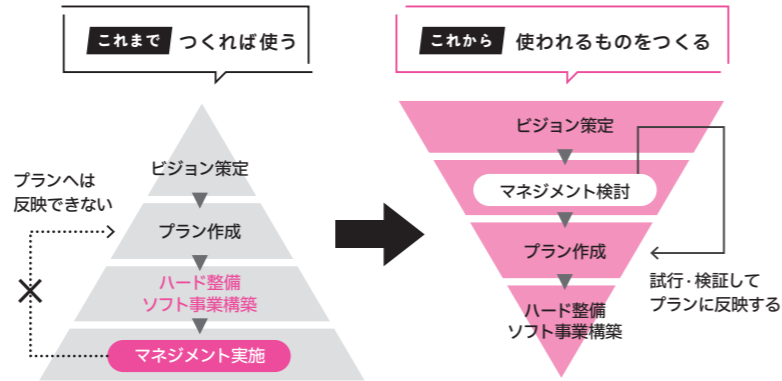 これまで つくれば使う
ビジョン策定
プランへは
反映できない
プラン作成
ハード整備
ソフト事業構築
マネジメント実施
これから 使われるものをつくる
ビジョン策定
マネジメント検討
プラン作成
試行・検証して
プランに反映する
ハード整備
ソフト事業構築